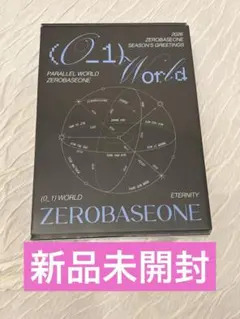 (0_1)
World
2026
ZEROBASEONE
SEASON'S GREETINGS
PARALLEL WORLD
ZEROBASEONE
(0_1) WORLD
ETERNITY
ZEROBASEONE
新品未開封